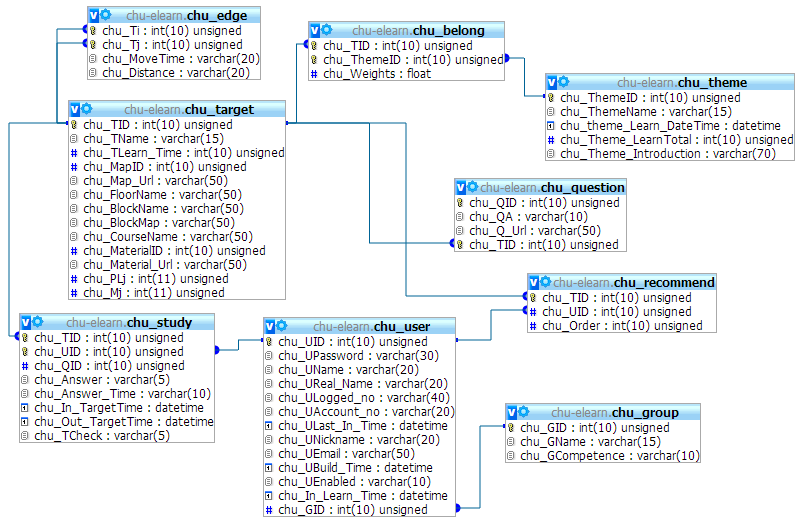 chu-elearn.chu_edge
chu_Ti : int(10) unsigned
chu_Tj : int(10) unsigned
chu_MoveTime : varchar(20)
chu_Distance : varchar(20)
chu-elearn.chu_belong
chu_TID : int(10) unsigned
chu_ThemeID : int(10) unsigned
chu_Weights : float
chu-elearn.chu_theme
chu_ThemeID : int(10) unsigned
chu_ThemeName : varchar(15)
chu_theme_Learn_DateTime : datetime
chu_Theme_LearnTotal : int(10) unsigned
chu_Theme_Introduction : varchar(70)
chu-elearn.chu_target
chu_TID : int(10) unsigned
chu_TName : varchar(15)
chu_TLearn_Time : int(10) unsigned
chu_MapID : int(10) unsigned
chu_Map_Url : varchar(50)
chu_FloorName : varchar(50)
chu_BlockName : varchar(50)
chu_BlockMap : varchar(50)
chu_CourseName : varchar(50)
chu_MaterialID : int(10) unsigned
chu_Material_Url : varchar(50)
chu_PLj : int(11) unsigned
chu_Mj : int(11) unsigned
chu-elearn.chu_question
chu_QID : int(10) unsigned
chu_QA : varchar(10)
chu_Q_Url : varchar(50)
chu_TID : int(10) unsigned
chu-elearn.chu_recommend
chu_TID : int(10) unsigned
chu_UID : int(10) unsigned
chu_Order : int(10) unsigned
chu-elearn.chu_study
chu_TID : int(10) unsigned
chu_UID : int(10) unsigned
chu_QID : int(10) unsigned
chu_Answer : varchar(5)
chu_Answer_Time : varchar(10)
chu_In_TargetTime : datetime
chu_Out_TargetTime : datetime
chu_TCheck : varchar(5)
chu-elearn.chu_user
chu_UID : int(10) unsigned
chu_UPassword : varchar(30)
chu_UName : varchar(20)
chu_UReal_Name : varchar(20)
chu_ULogged_no : varchar(40)
chu_UAccount_no : varchar(20)
chu_ULast_In_Time : datetime
chu_UNickname : varchar(20)
chu_UEmail : varchar(50)
chu_UBuild_Time : datetime
chu_UEnabled : varchar(10)
chu_In_Learn_Time : datetime
chu_GID : int(10) unsigned
chu-elearn.chu_group
chu_GID : int(10) unsigned
chu_GName : varchar(15)
chu_GCompetence : varchar(10)